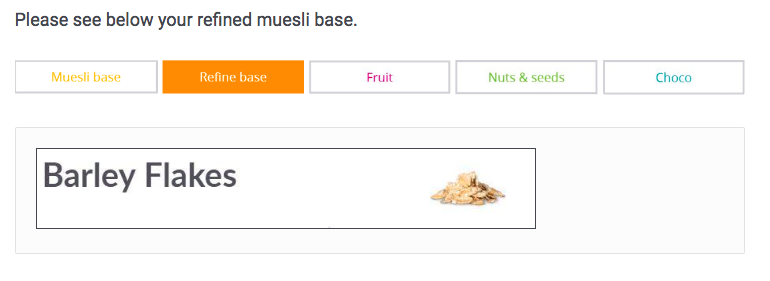 Please see below your refined muesli base.
Muesli base Refine base Fruit Nuts & seeds Choco
Barley Flakes